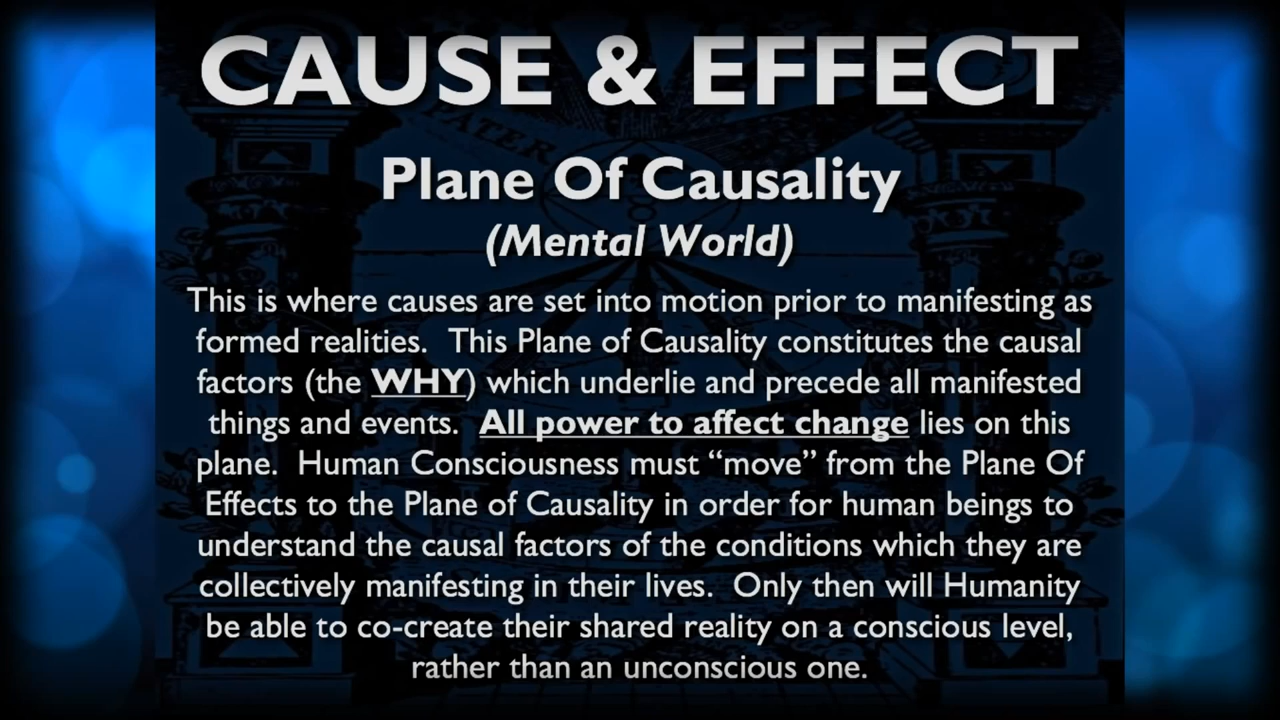 CAUSE & EFFECT
Plane Of Causality
(Mental World)
This is where causes are set into motion prior to manifesting as
formed realities.  This Plane of Causality constitutes the causal
factors (the WHY) which underlie and precede all manifested
things and events.  All power to affect change lies on this
plane.  Human Consciousness must “move” from the Plane Of
Effects to the Plane of Causality in order for human beings to
understand the causal factors of the conditions which they are
collectively manifesting in their lives.  Only then will Humanity
be able to co-create their shared reality on a conscious level,
rather than an unconscious one.